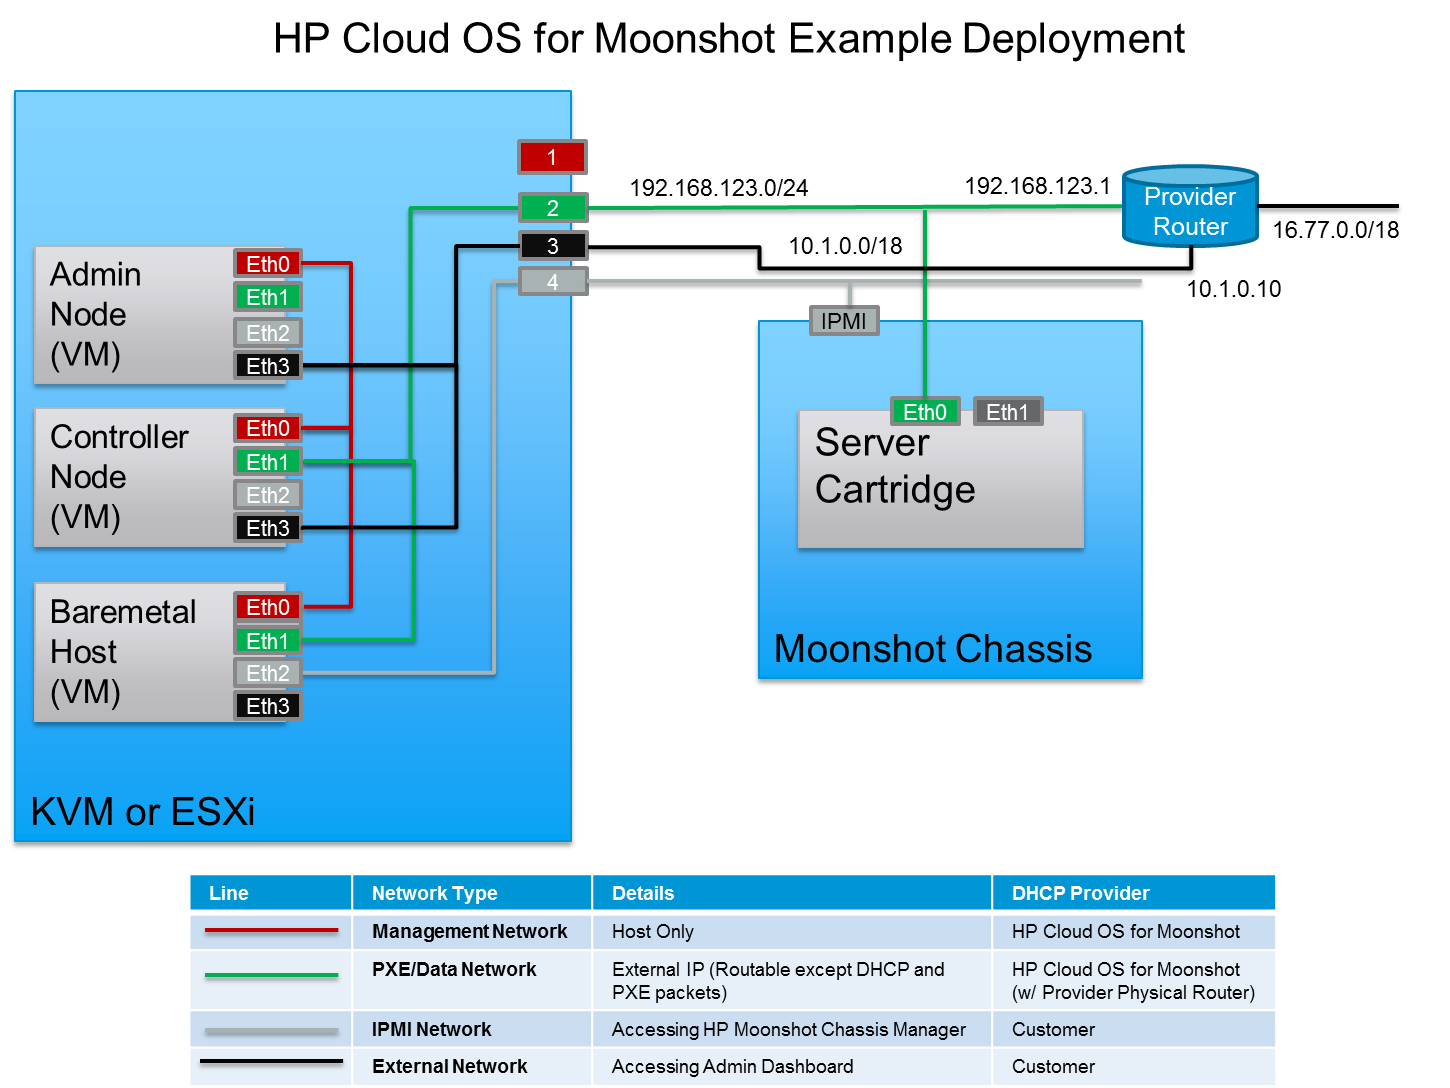 HP Cloud OS for Moonshot Example Deployment
1
2
3
4
192.168.123.0/24
192.168.123.1
10.1.0.0/18
Provider
Router
16.77.0.0/18
10.1.0.10
Admin
Node
(VM)
Eth0
Eth1
Eth2
Eth3
Controller
Node
(VM)
Eth0
Eth1
Eth2
Eth3
Baremetal
Host
(VM)
Eth0
Eth1
Eth2
Eth3
KVM or ESXi
IPMI
Eth0
Eth1
Server
Cartridge
Moonshot Chassis
Line Network Type Details DHCP Provider
Management Network Host Only HP Cloud OS for Moonshot
PXE/Data Network External IP (Routable except DHCP and HP Cloud OS for Moonshot
PXE packets) (w/ Provider Physical Router)
IPMI Network Accessing HP Moonshot Chassis Manager Customer
External Network Accessing Admin Dashboard Customer